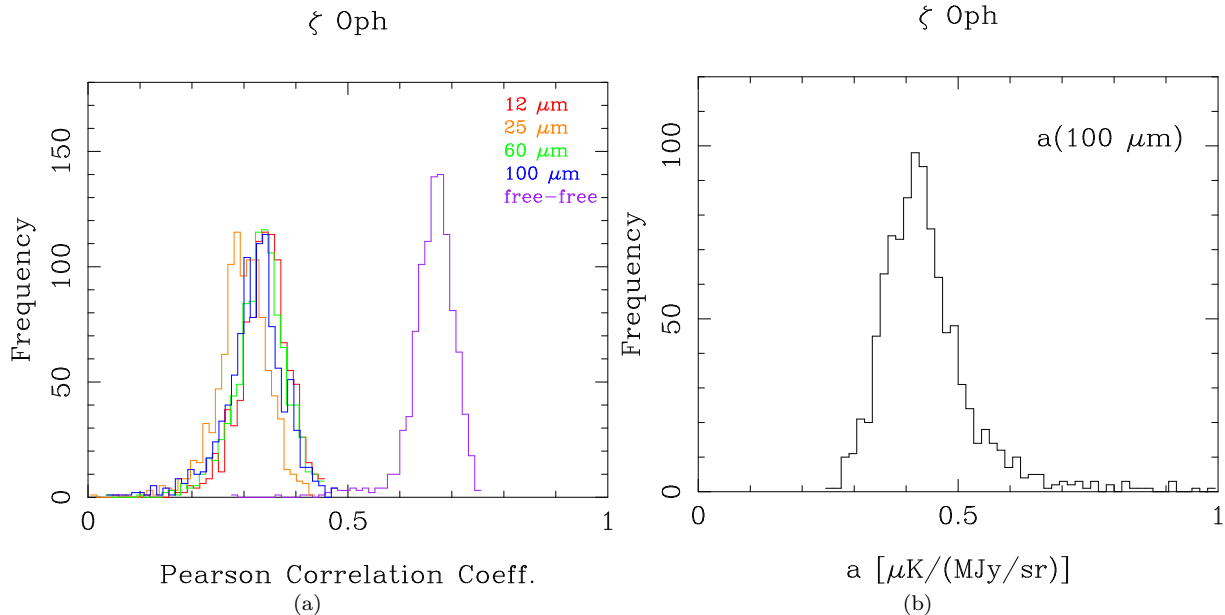 ζ Oph
12 μm
25 μm
60 μm
100 μm
free-free
150
100
50
0
Frequency
0
0.5
1
Pearson Correlation Coeff.
(a)
ζ Oph
a(100 μm)
100
50
0
Frequency
0
0.5
1
a [μK/(MJy/sr)]
(b)